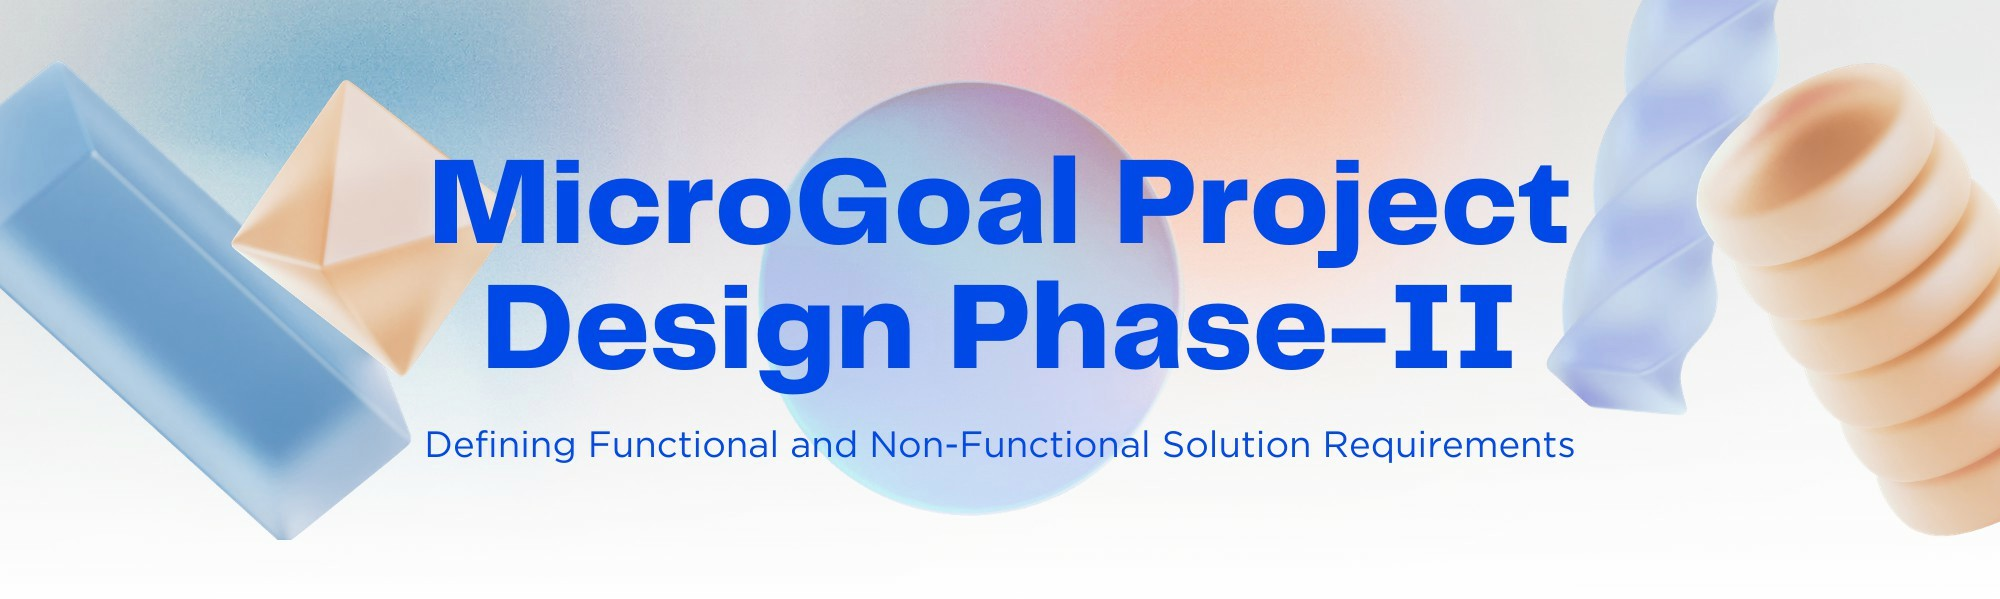 MicroGoal Project
Design Phase-II
Defining Functional and Non-Functional Solution Requirements